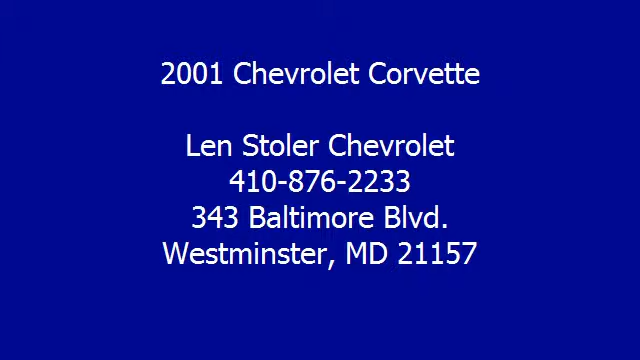 2001 Chevrolet Corvette
Len Stoler Chevrolet
410-876-2233
343 Baltimore Blvd.
Westminster, MD 21157